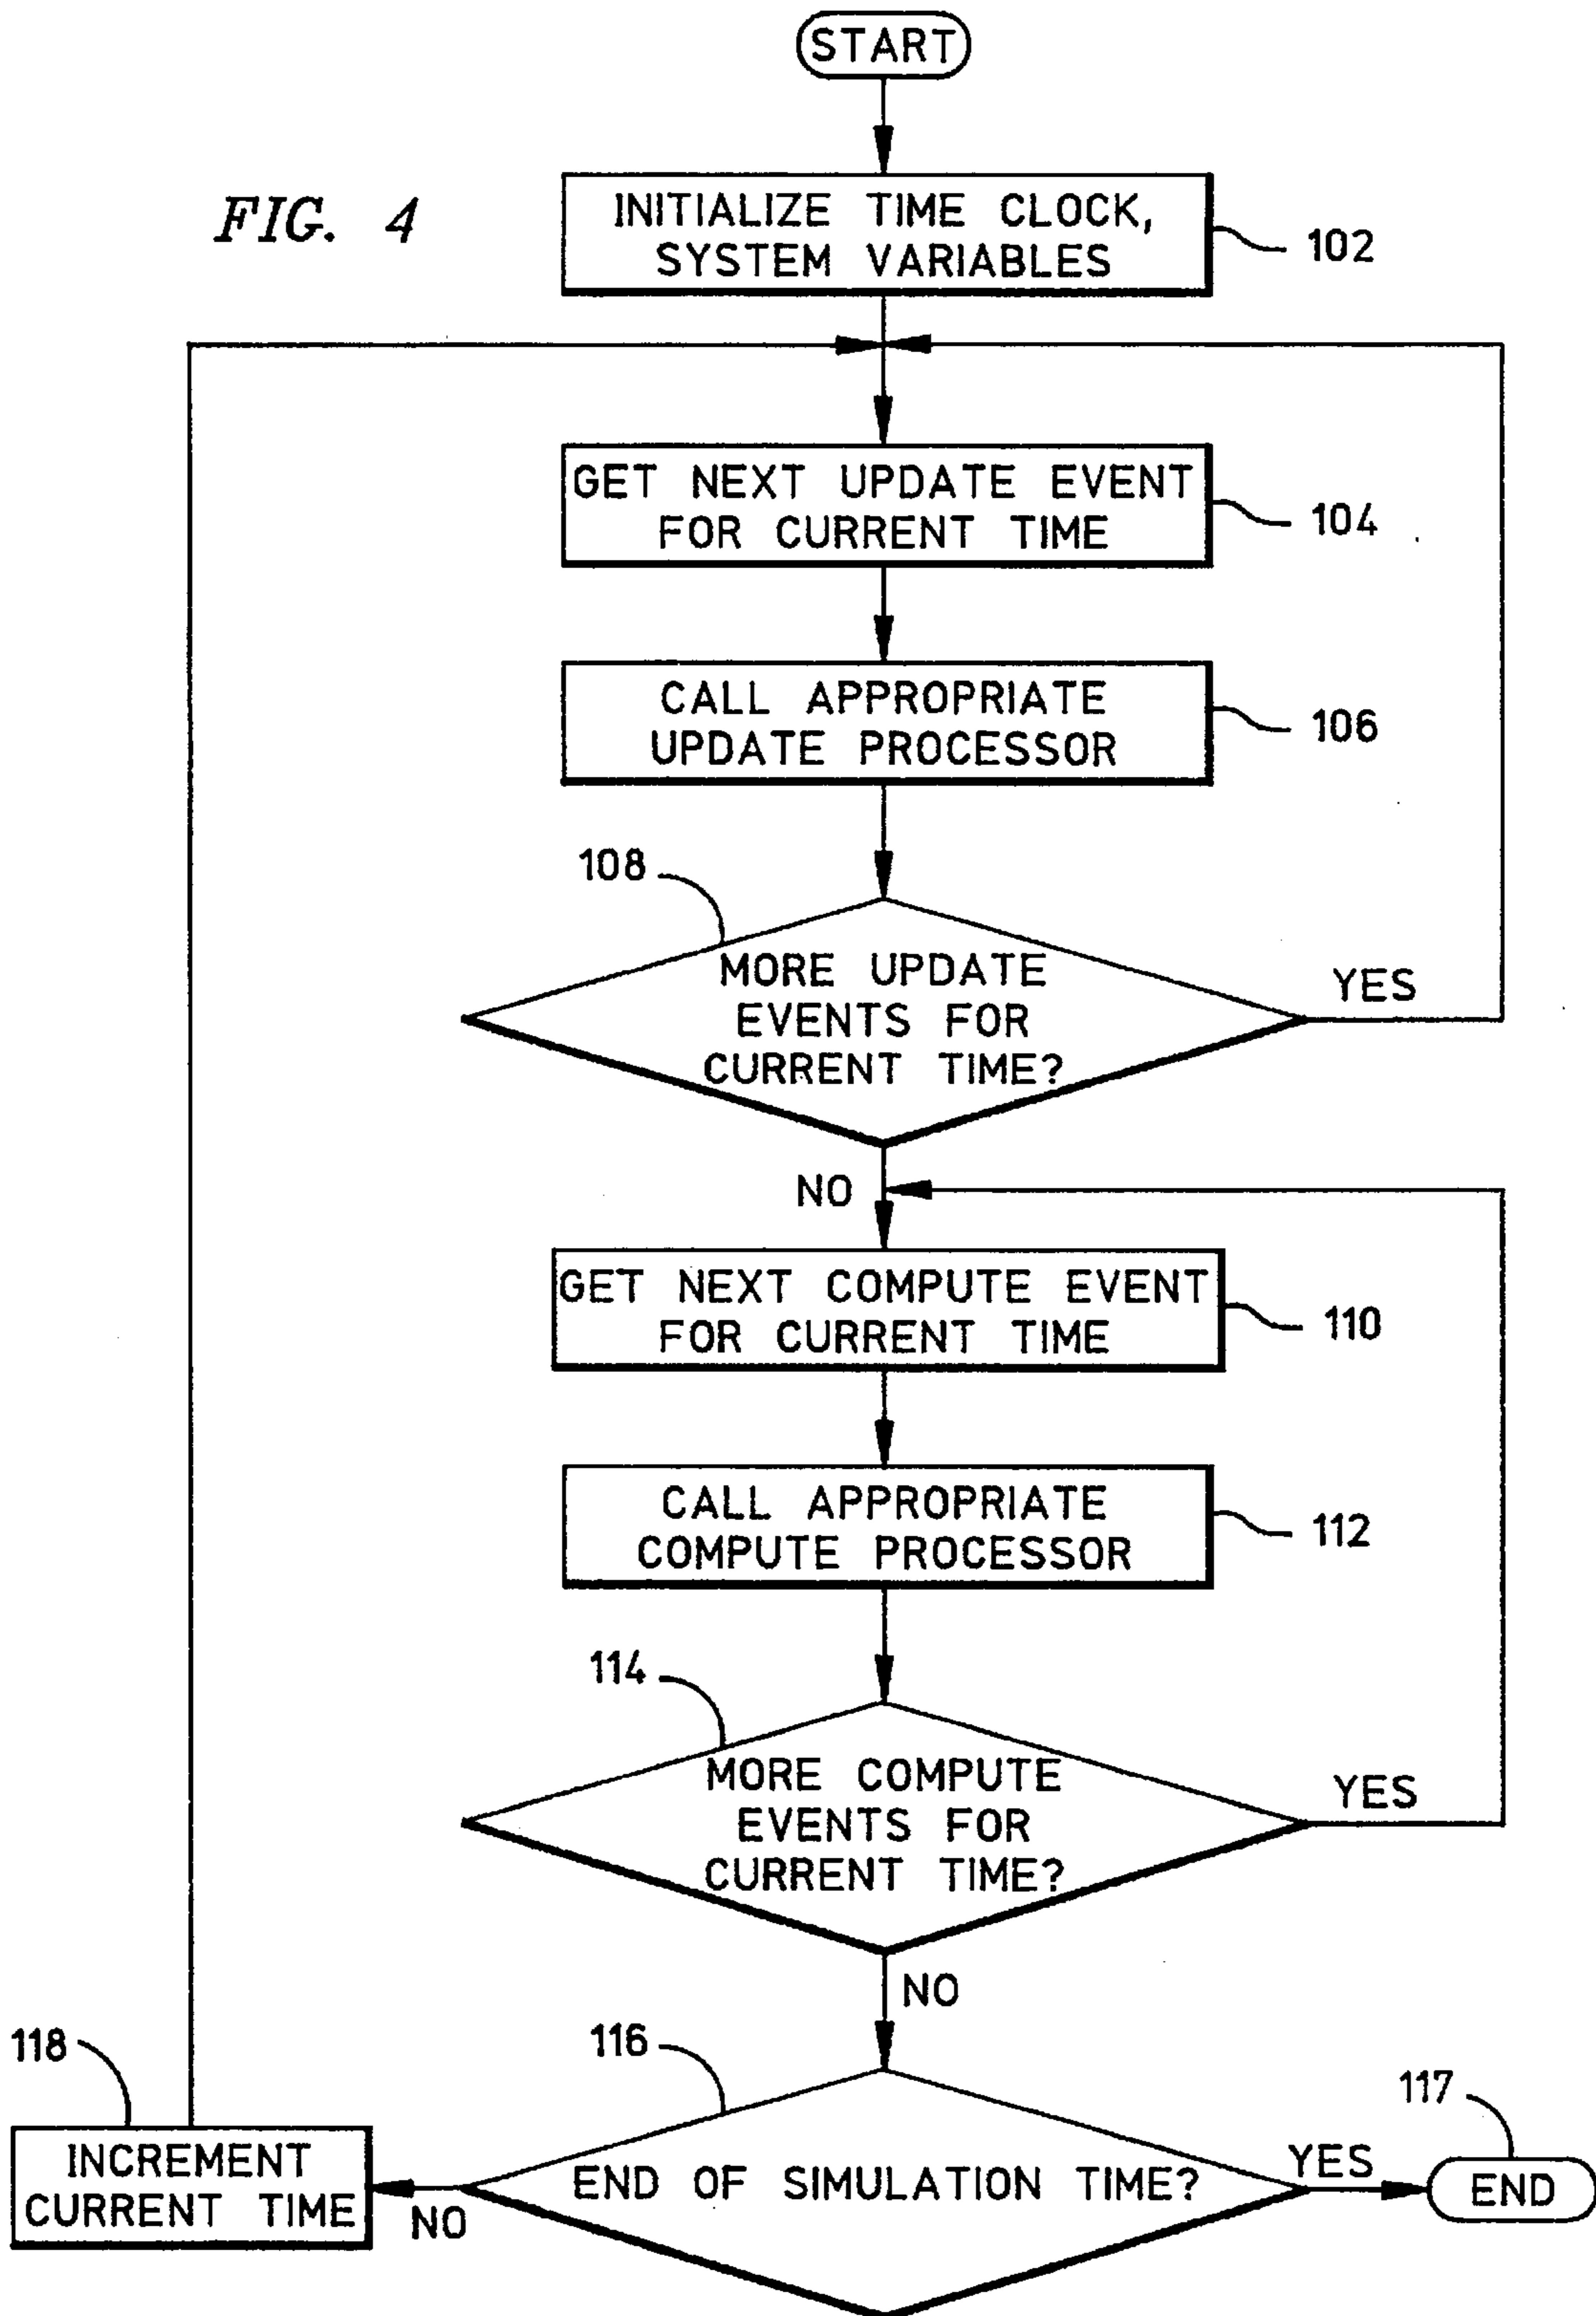 START
FIG. 4
INITIALIZE TIME CLOCK,
SYSTEM VARIABLES
102
GET NEXT UPDATE EVENT
FOR CURRENT TIME
104
CALL APPROPRIATE
UPDATE PROCESSOR
106
108
MORE UPDATE
EVENTS FOR
CURRENT TIME?
YES
NO
GET NEXT COMPUTE EVENT
FOR CURRENT TIME
110
CALL APPROPRIATE
COMPUTE PROCESSOR
112
114
MORE COMPUTE
EVENTS FOR
CURRENT TIME?
YES
NO
116
END OF SIMULATION TIME?
YES
117
END
NO
118
INCREMENT
CURRENT TIME